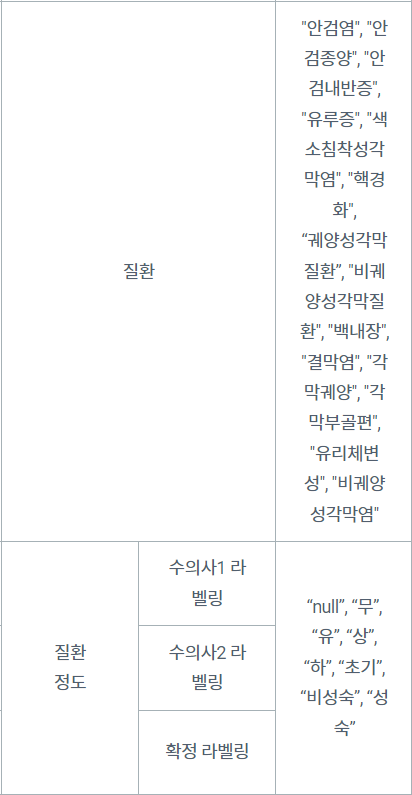 질환
"안검염", "안
검종양", "안
검내반증",
"유루증", "색
소침착성각
막염", "핵경
화",
“궤양성각막
질환”, "비궤
양성각막질
환", "백내장",
"결막염", "각
막궤양", "각
막부골편",
"유리체변
성", "비궤양
성각막염"
질환
정도
수의사1 라
벨링
수의사2 라
벨링
확정 라벨링
“null”, “무”,
“유”, “상”,
“하”, “초기”,
“비성숙”, “성
숙”